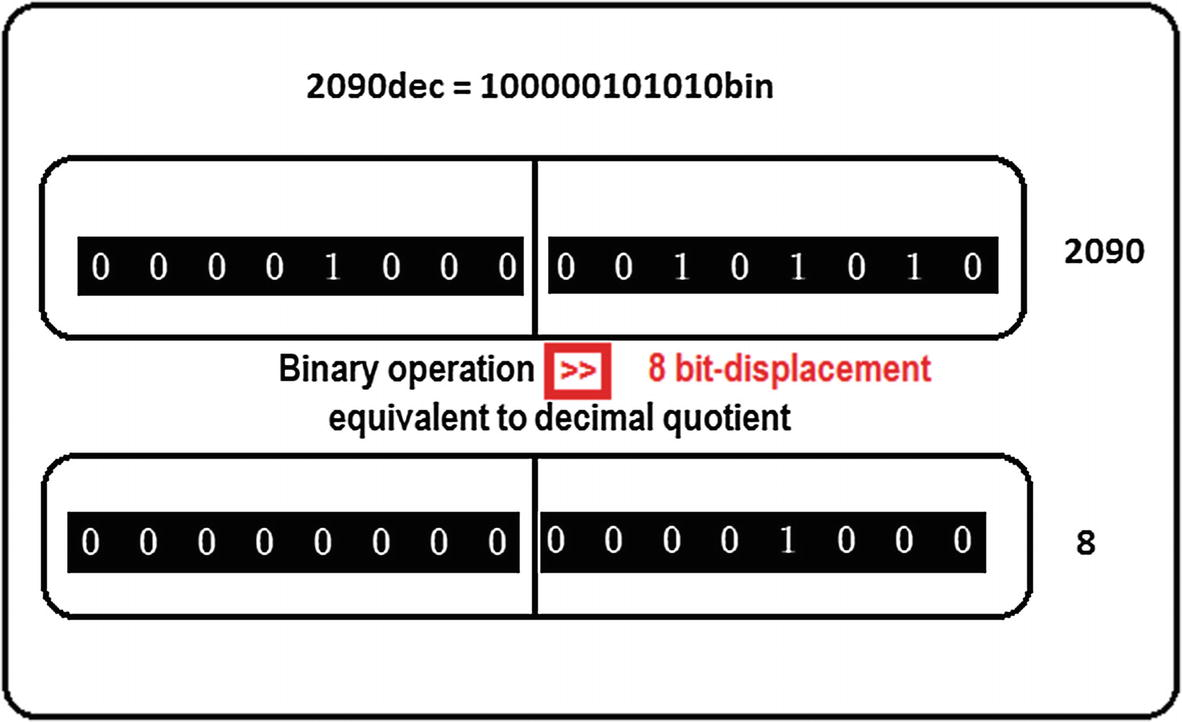 2090dec = 100000101010bin
0 0 0 0 1 0 0 0 0 0 1 0 1 0 1 0 2090
Binary operation >> 8 bit-displacement
equivalent to decimal quotient
0 0 0 0 0 0 0 0 0 0 0 0 1 0 0 0 8